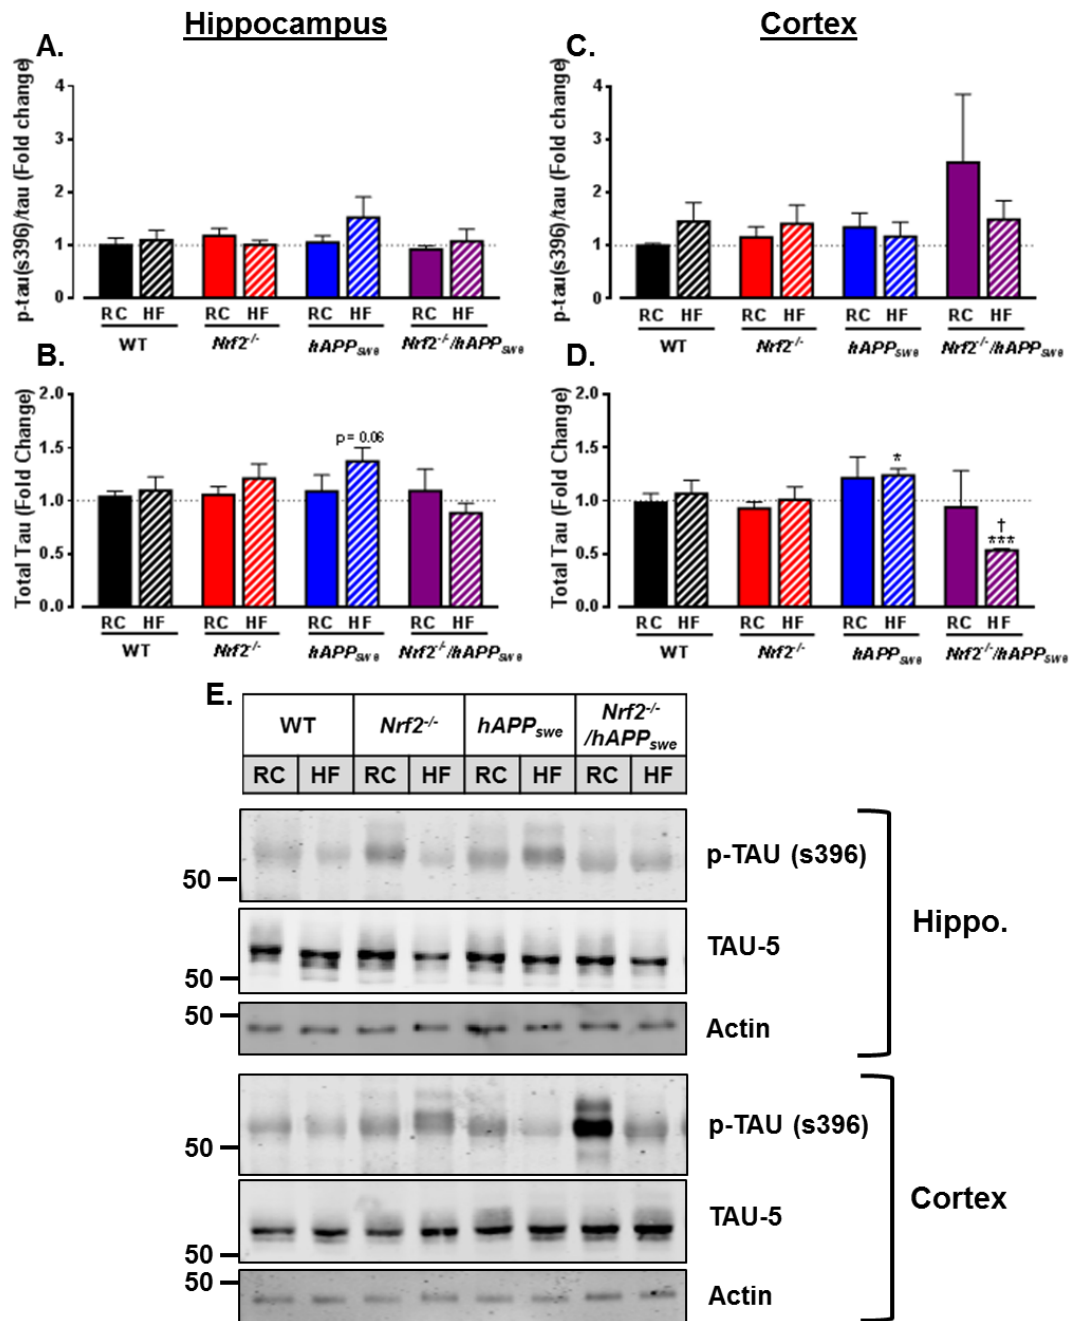 Hippocampus
Cortex
A.
p-tau(s396)/tau (Fold change)
4
3
2
1
0
RC HF RC HF RC HF RC HF
WT Nrf2-/- hAPPswe Nrf2-/-/hAPPswe
C.
p-tau(s396)/tau (Fold change)
4
3
2
1
0
RC HF RC HF RC HF RC HF
WT Nrf2-/- hAPPswe Nrf2-/-/hAPPswe
B.
Total Tau (Fold Change)
2.0
1.5
1.0
0.5
0.0
p= 0.06
RC HF RC HF RC HF RC HF
WT Nrf2-/- hAPPswe Nrf2-/-/hAPPswe
D.
Total Tau (Fold Change)
2.0
1.5
1.0
0.5
0.0
*
†
***
RC HF RC HF RC HF RC HF
WT Nrf2-/- hAPPswe Nrf2-/-/hAPPswe
E.
WT Nrf2-/- hAPPswe Nrf2-/-
/hAPPswe
RC HF RC HF RC HF RC HF
p-TAU (s396)
50
TAU-5
50
50
Actin
Hippo.
p-TAU (s396)
50
TAU-5
50
50
Actin
Cortex